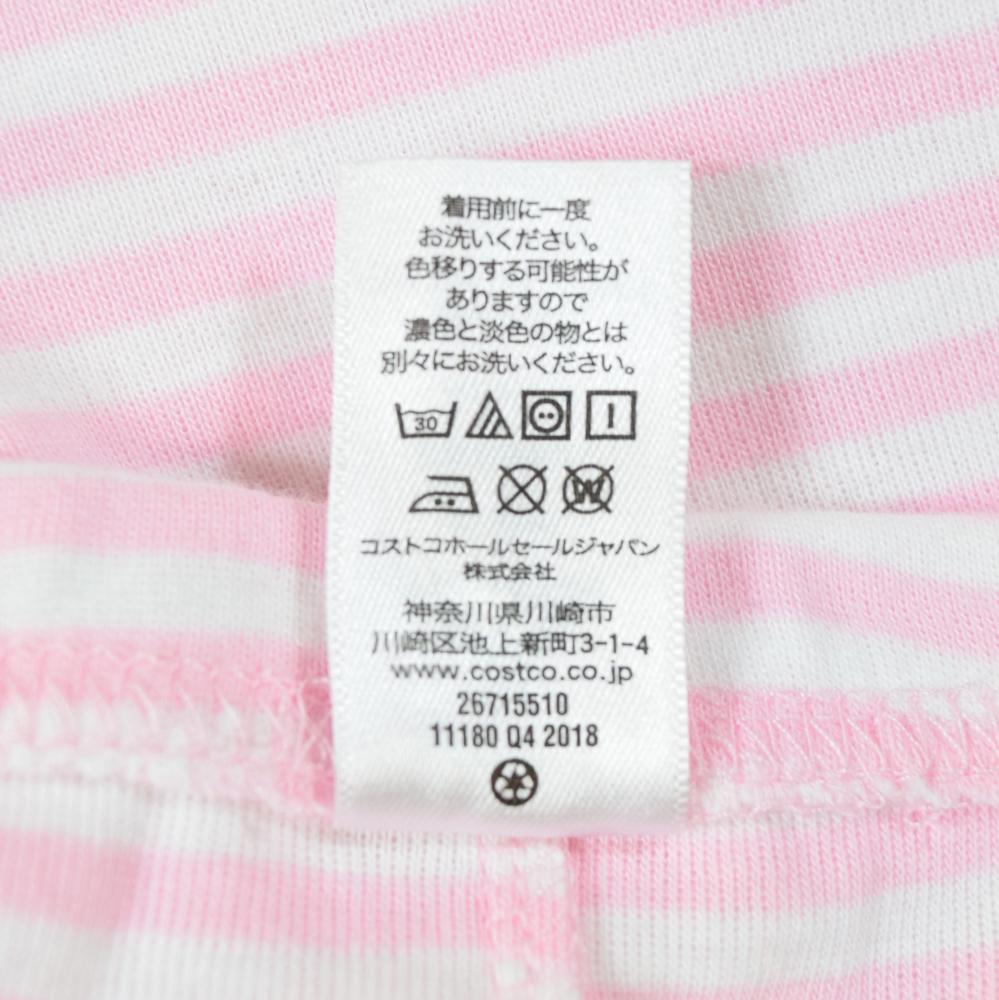 着用前に一度
お洗いください。
色移りする可能性が
ありますので
濃色と淡色の物とは
別々にお洗いください。
30
W
コストコホールセールジャパン
株式会社
神奈川県川崎市
川崎区池上新町3-1-4
www.costco.co.jp
26715510
11180 Q4 2018